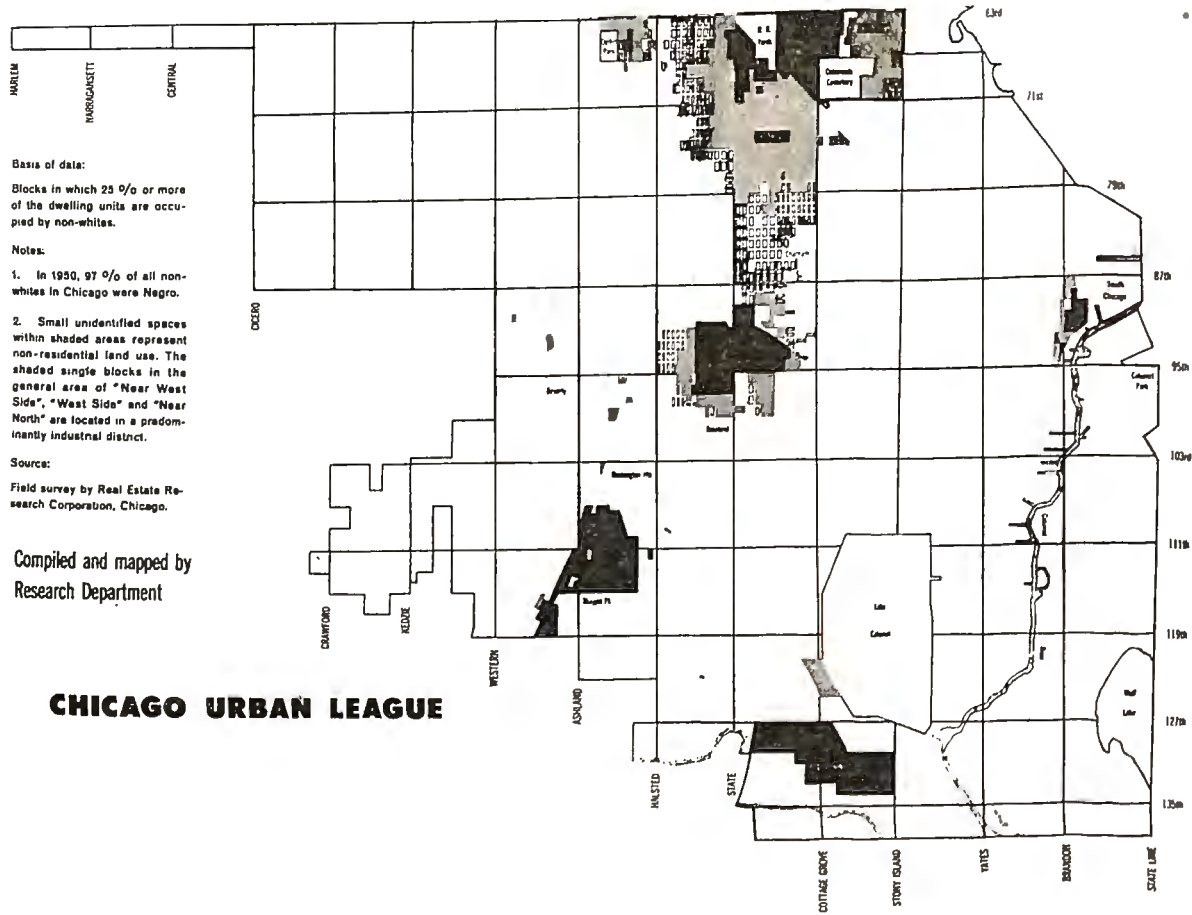 63rd
71st
79th
87th
95th
103rd
111th
119th
127th
135th
HARLEM
NARRAGANSETT
CENTRAL
CICERO
Basis of data:
Blocks in which 25 % or more
of the dwelling units are occu-
pied by non-whites.
Notes:
1. In 1950, 97 % of all non-
whites in Chicago were Negro.
2. Small unidentified spaces
within shaded areas represent
non-residential land use. The
shaded single blocks in the
general area of "Near West
Side", "West Side" and "Near
North" are located in a predom-
inantly industrial district.
Source:
Field survey by Real Estate Re-
search Corporation, Chicago.
Compiled and mapped by
Research Department
CHICAGO URBAN LEAGUE
Oakwoods
Cemetery
South
Chicago
Calumet
Park
Beverly
Washington Hts
Morgan Pk
Lake
Calumet
Wolf
Lake
CRAWFORD
KEDZIE
WESTERN
ASHLAND
HALSTED
STATE
COTTAGE GROVE
STONY ISLAND
YATES
BRANDON
STATE LINE